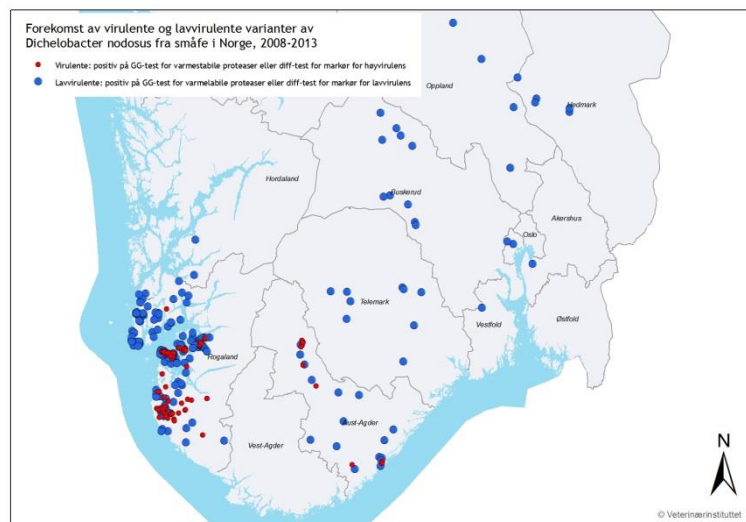 Forekomst av virulente og lavvirulente varianter av
Dichelobacter nodosus fra småfe i Norge, 2008-2013
Virulente: positiv på GG-test for varmestabile proteaser eller diff-test for markør for høyvirulens
Lavvirulente: positiv på GG-test for varmelabile proteaser eller diff-test for markør for lavvirulens
Oppland
Hedmark
Hordaland
Buskerud
Akershus
Oslo
Telemark
Vestfold
Østfold
Rogaland
Aust-Agder
Vest-Agder
N
© Veterinærinstituttet